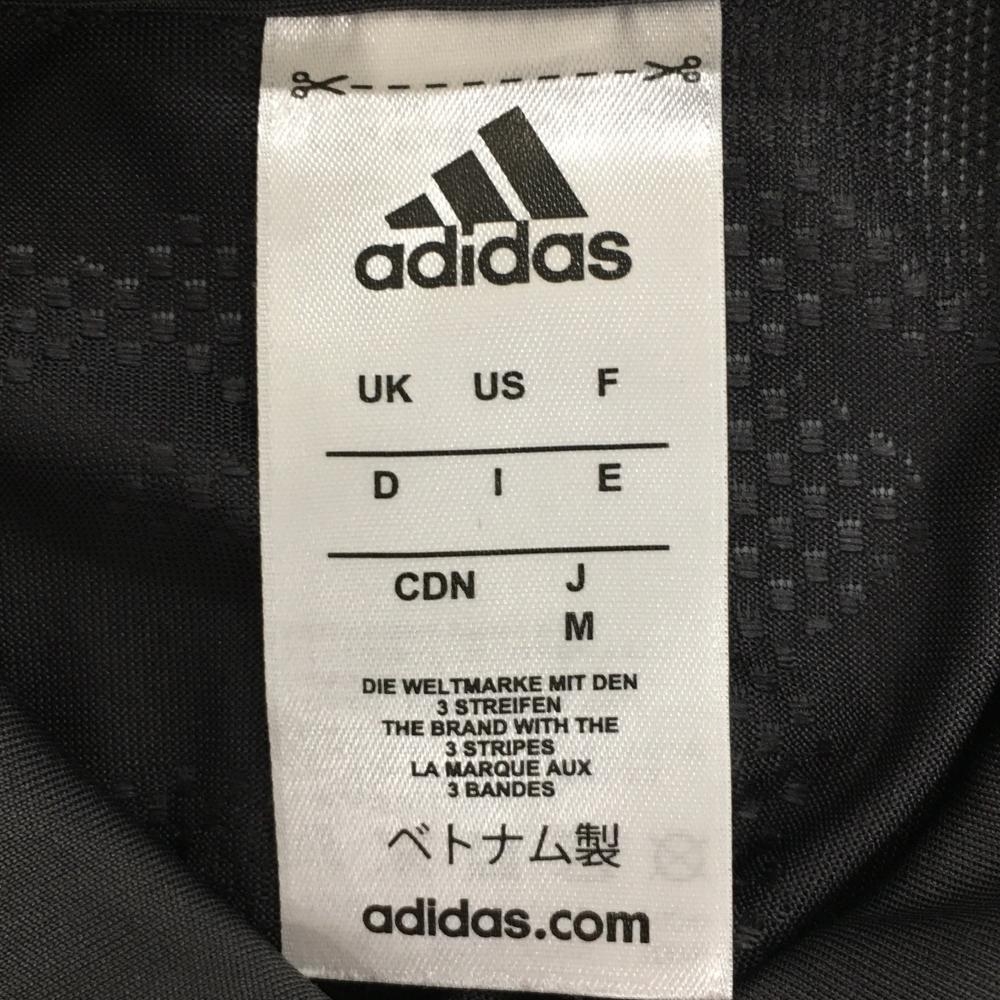 adidas
UK US F
D I E
CDN J
M
DIE WELTMARKE MIT DEN
3 STREIFEN
THE BRAND WITH THE
3 STRIPES
LA MARQUE AUX
3 BANDES
ベトナム製
adidas.com